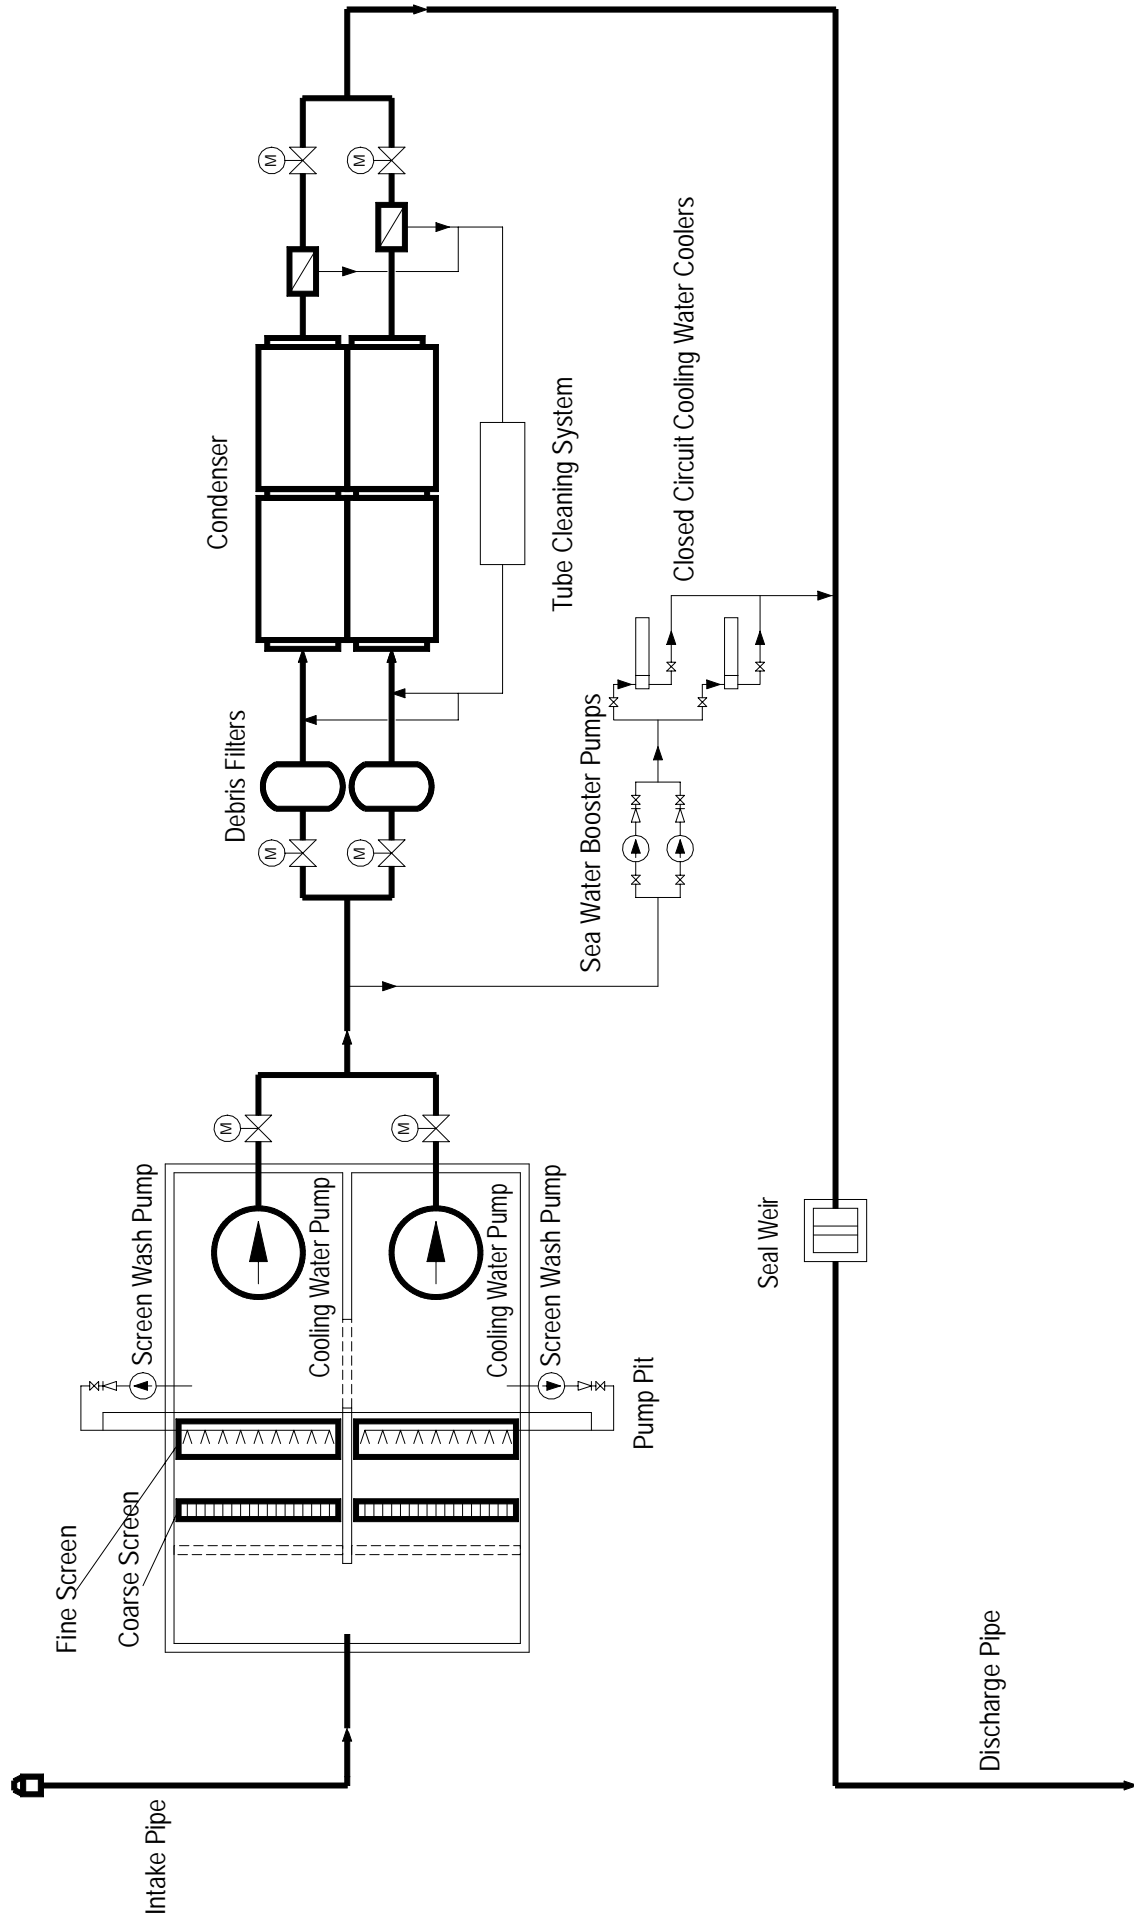 Intake Pipe
Fine Screen
Coarse Screen
Screen Wash Pump
Cooling Water Pump
Cooling Water Pump
Screen Wash Pump
Pump Pit
M
M
Debris Filters
M
M
Condenser
Tube Cleaning System
M
M
Sea Water Booster Pumps
Closed Circuit Cooling Water Coolers
Seal Weir
Discharge Pipe